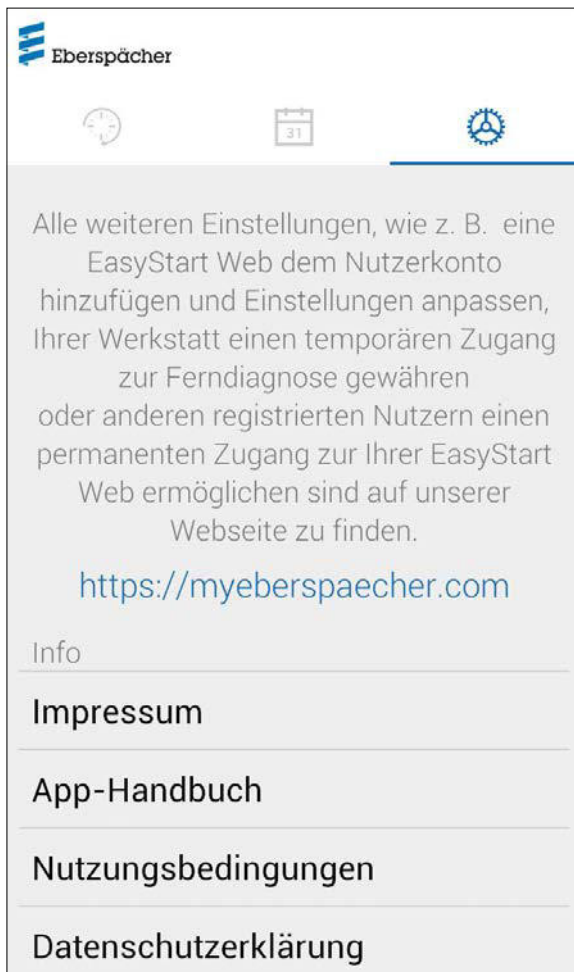 Eberspächer
31
Alle weiteren Einstellungen, wie z. B. eine
EasyStart Web dem Nutzerkonto
hinzufügen und Einstellungen anpassen,
Ihrer Werkstatt einen temporären Zugang
zur Ferndiagnose gewähren
oder anderen registrierten Nutzern einen
permanenten Zugang zur Ihrer EasyStart
Web ermöglichen sind auf unserer
Webseite zu finden.
https://myeberspaecher.com
Info
Impressum
App-Handbuch
Nutzungsbedingungen
Datenschutzerklärung